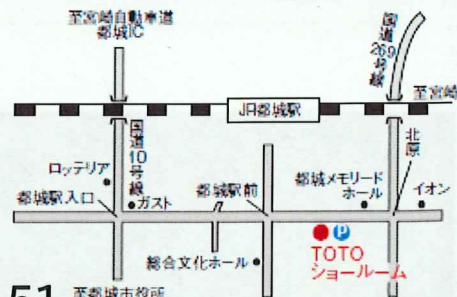 至宮崎自動車道
都城IC
国道269号線
至宮崎
JR都城駅
国道10号線
北原
ロッテリア
都城駅入口
ガスト
都城駅前
都城メモリード
ホール
イオン
P
TOTO
ショールーム
総合文化ホール
51
至都城市役所